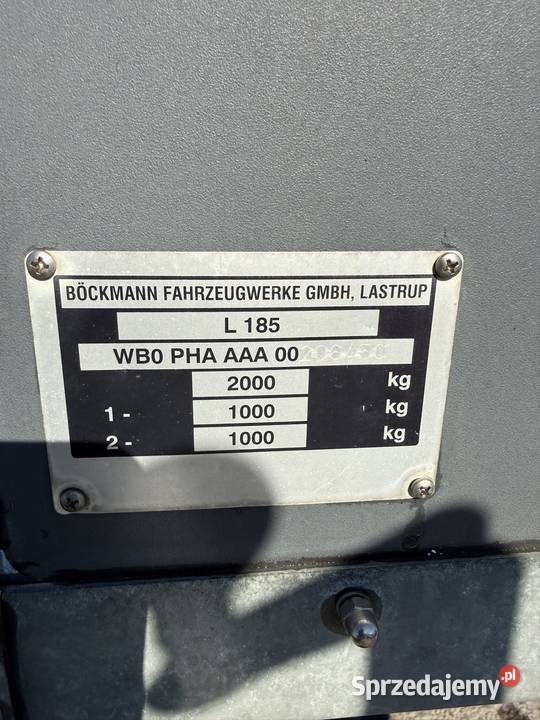 BÖCKMANN FAHRZEUGWERKE GMBH, LASTRUP
L 185
WB0 PHA AAA 00
2000 kg
1- 1000 kg
2- 1000 kg
Sprzedajemy.pl